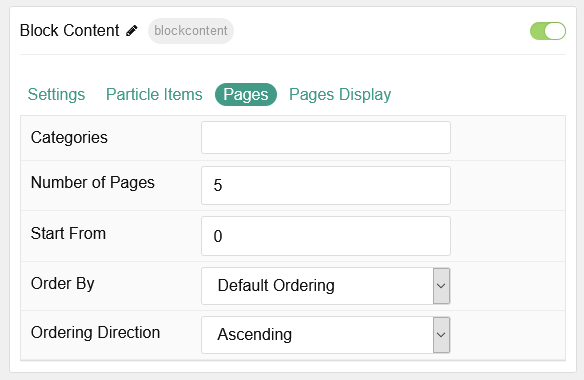 Block Content blockcontent
Settings Particle Items Pages Pages Display
Categories
Number of Pages 5
Start From 0
Order By Default Ordering
Ordering Direction Ascending